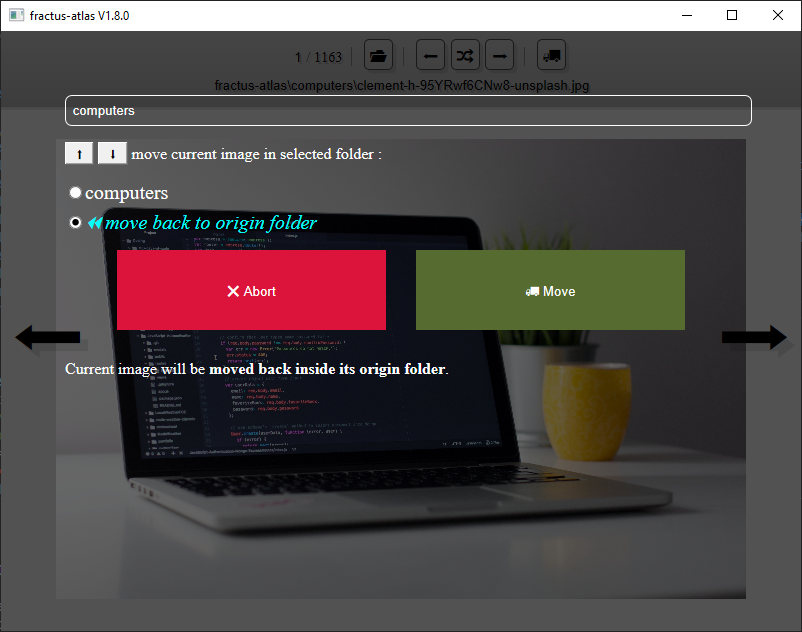 fractus-atlas V1.8.0
1 / 1163
fractus-atlas\computers\clement-h-95YRwf6CNw8-unsplash.jpg
computers
move current image in selected folder :
computers
move back to origin folder
Abort
Move
Current image will be moved back inside its origin folder.